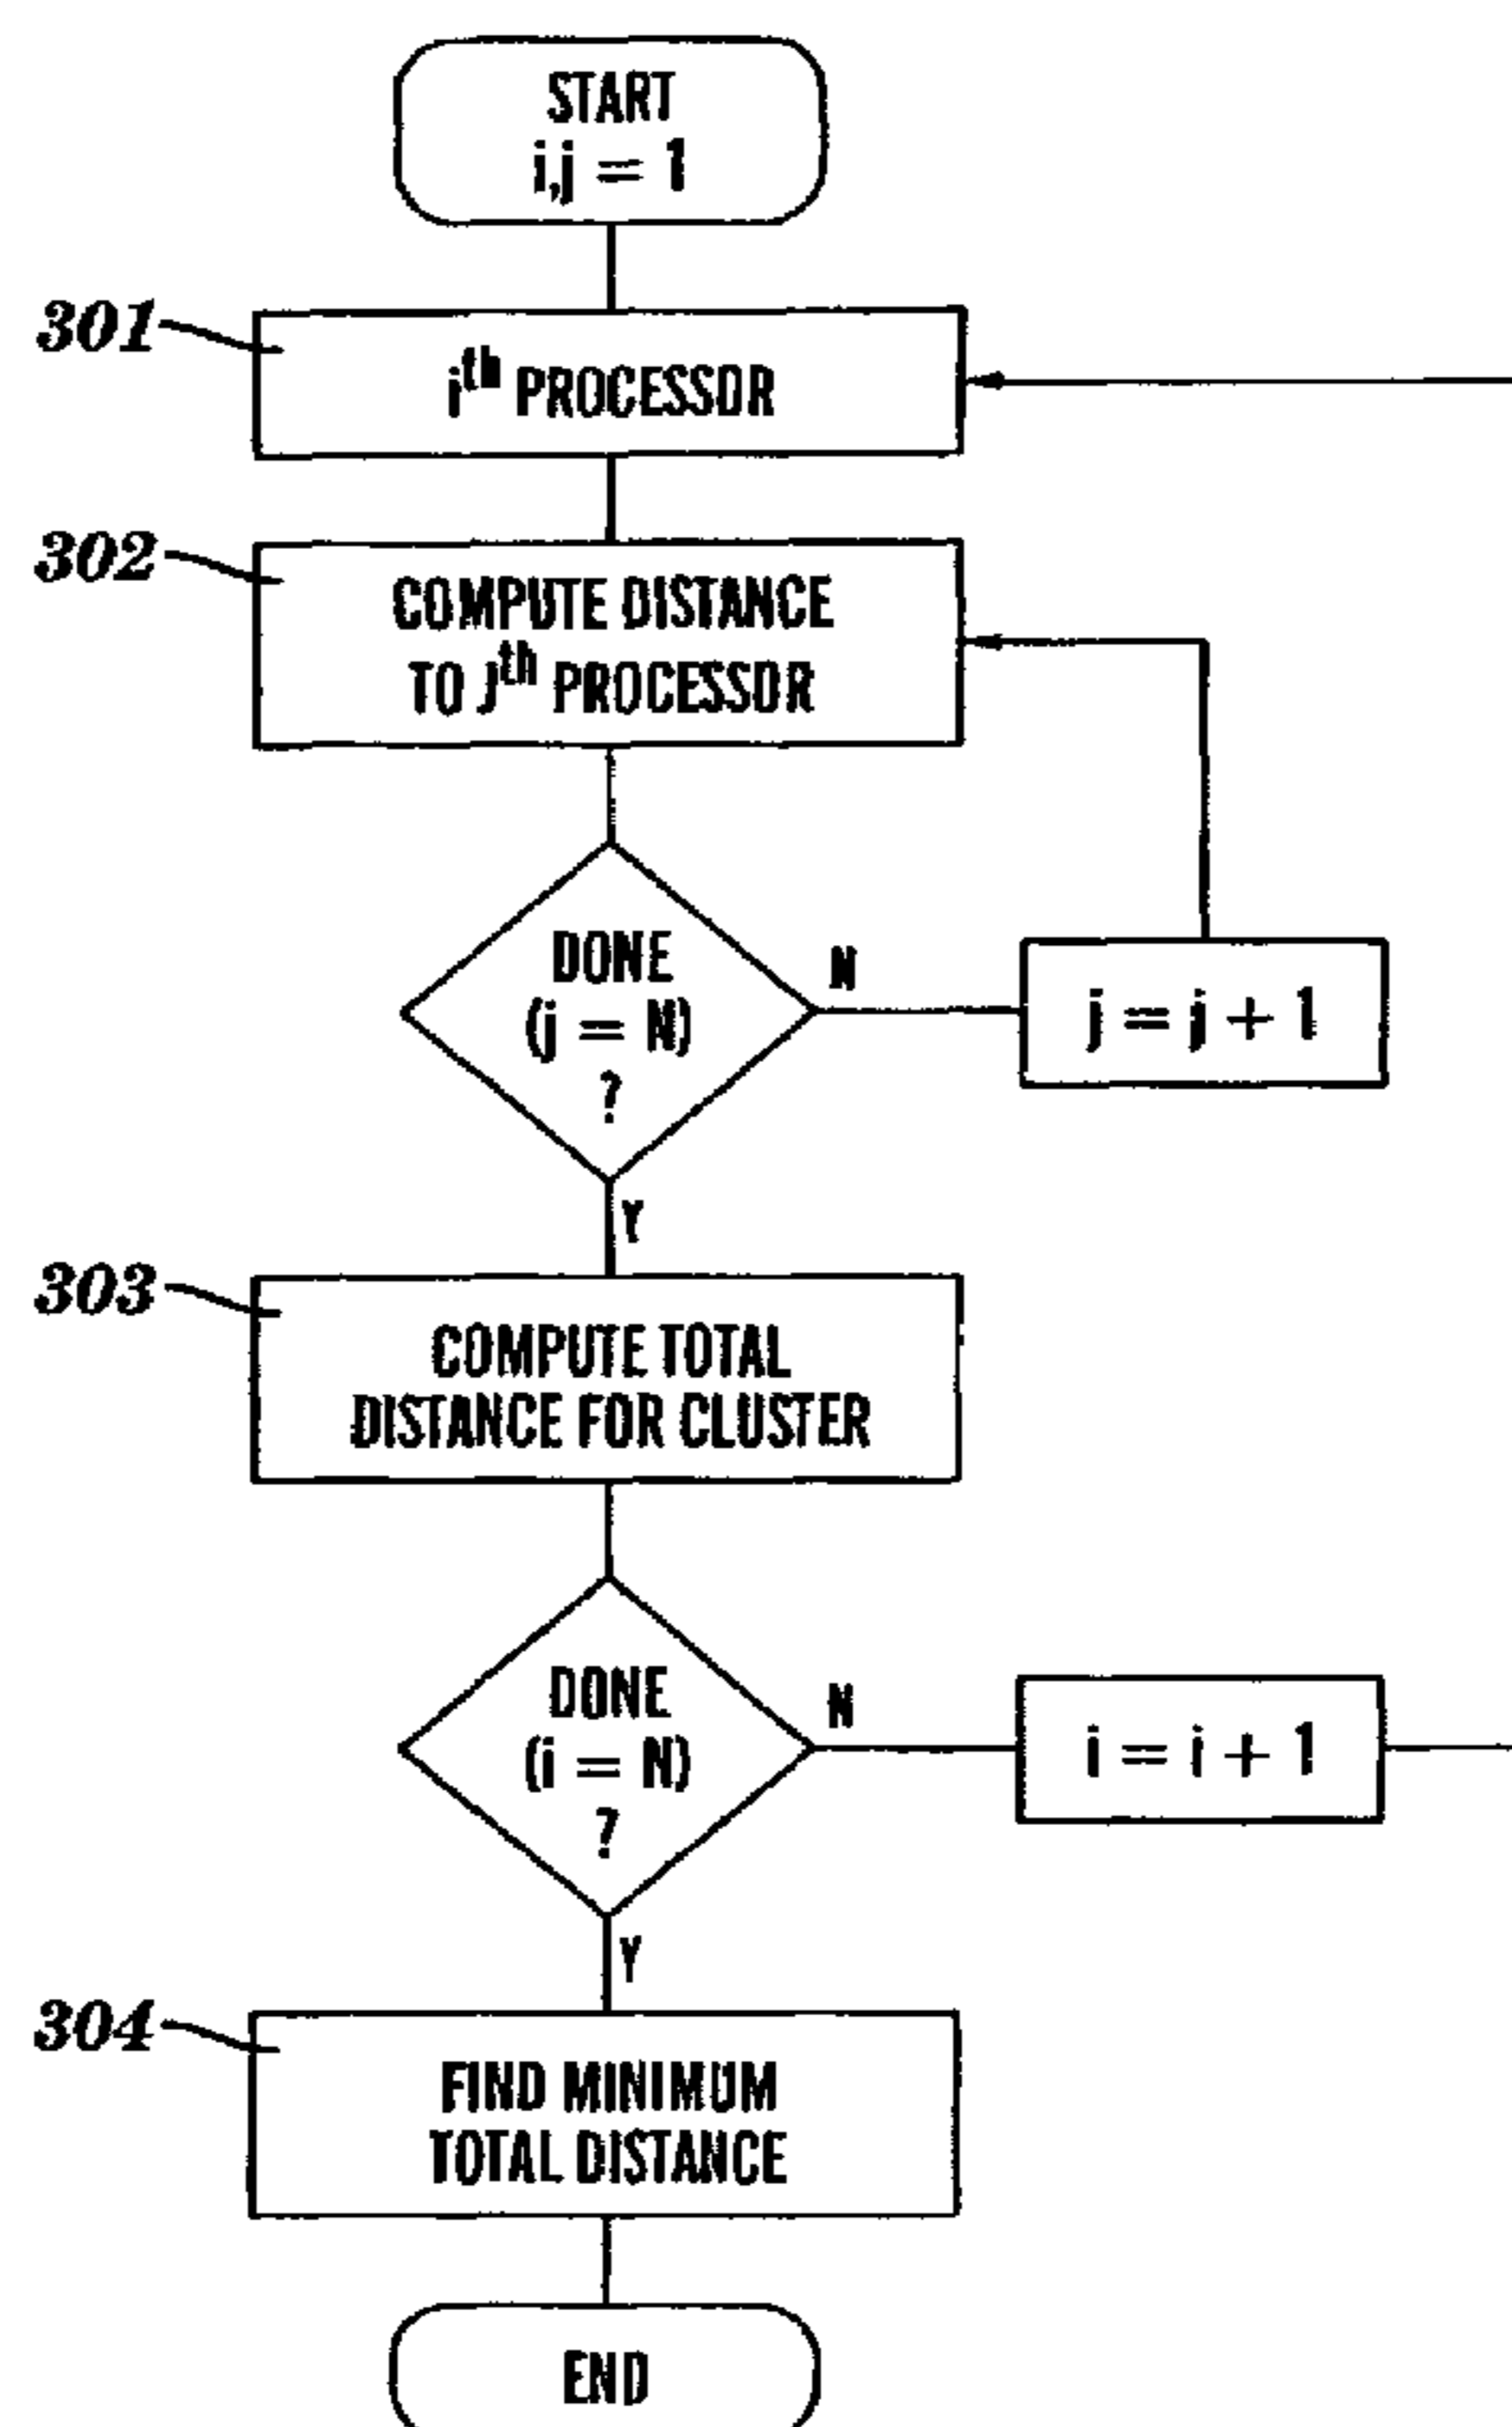 START
i,j = 1
301
ith PROCESSOR
302
COMPUTE DISTANCE
TO Jth PROCESSOR
DONE
(j = N)
?
N
j = j + 1
Y
303
COMPUTE TOTAL
DISTANCE FOR CLUSTER
DONE
(i = N)
?
N
i = i + 1
Y
304
FIND MINIMUM
TOTAL DISTANCE
END